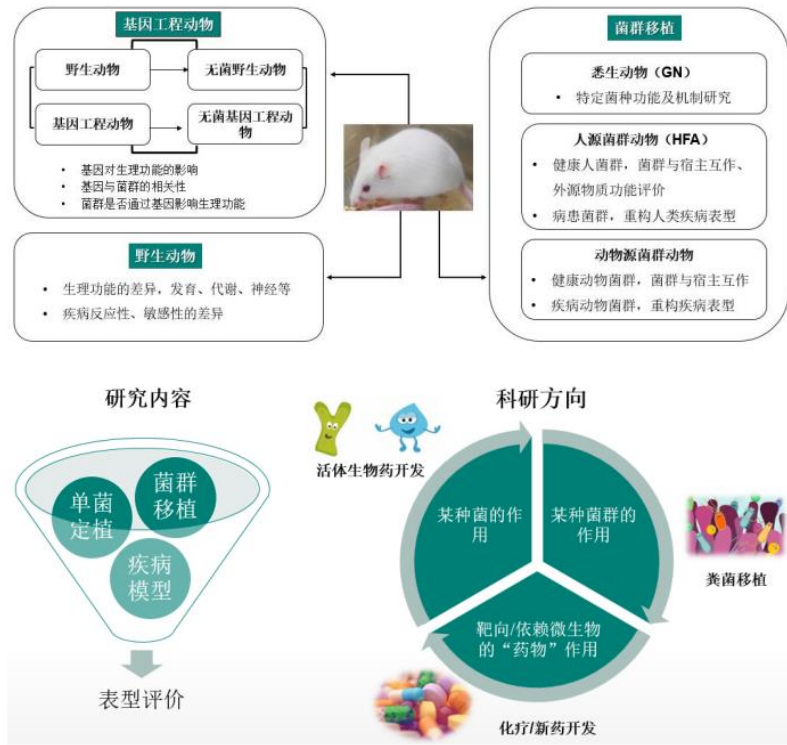 基因工程动物
野生动物
无菌野生动物
基因工程动物
无菌基因工程动
物
• 基因对生理功能的影响
• 基因与菌群的相关性
• 菌群是否通过基因影响生理功能
野生动物
• 生理功能的差异，发育、代谢、神经等
• 疾病反应性、敏感性的差异
菌群移植
悉生动物（GN）
• 特定菌种功能及机制研究
人源菌群动物（HFA）
• 健康人菌群，菌群与宿主互作、
外源物质功能评价
• 病患菌群，重构人类疾病表型
动物源菌群动物
• 健康动物菌群，菌群与宿主互作
• 疾病动物菌群，重构疾病表型
研究内容
单菌
定植
菌群
移植
疾病
模型
表型评价
科研方向
活体生物药开发
某种菌的作
用
某种菌群的
作用
粪菌移植
靶向/依赖微生物
的“药物”作用
化疗/新药开发